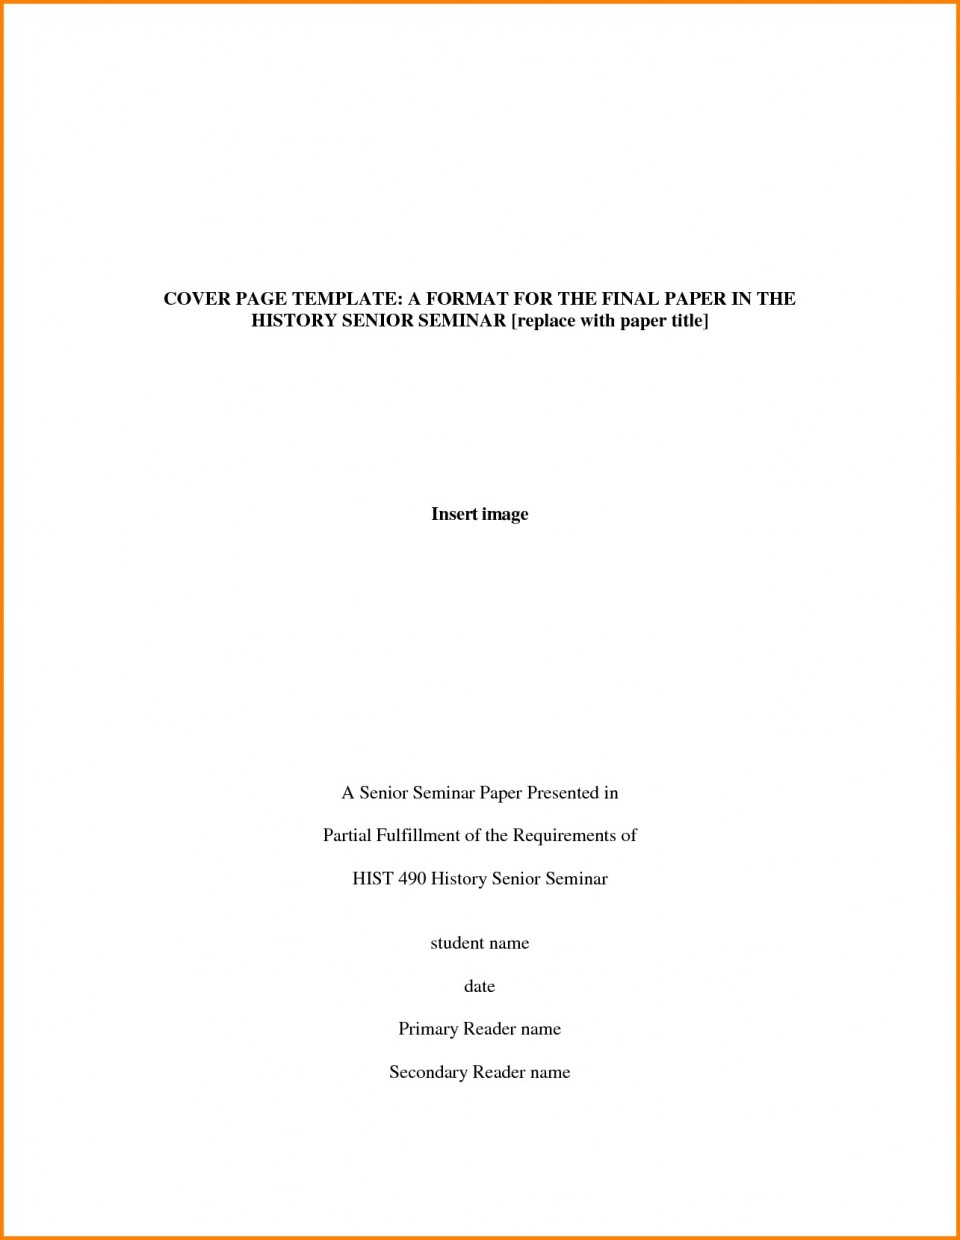 COVER PAGE TEMPLATE: A FORMAT FOR THE FINAL PAPER IN THE
HISTORY SENIOR SEMINAR [replace with paper title]
Insert image
A Senior Seminar Paper Presented in
Partial Fulfillment of the Requirements of
HIST 490 History Senior Seminar
student name
date
Primary Reader name
Secondary Reader name